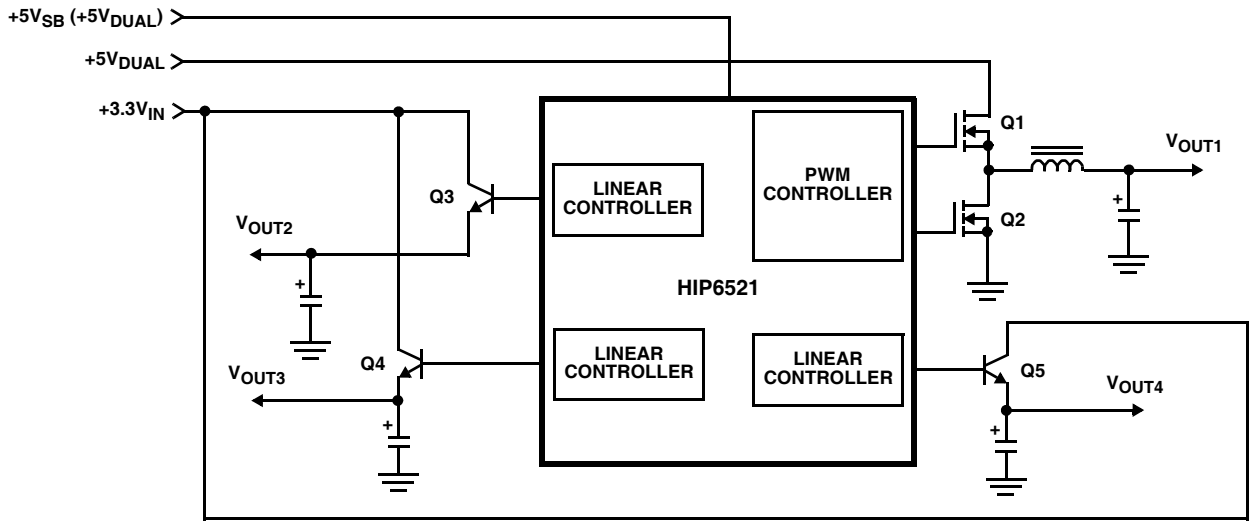 +5VSB (+5VDUAL)
+5VDUAL
+3.3VIN
Q1
VOUT1
PWM
CONTROLLER
LINEAR
CONTROLLER
Q3
Q2
VOUT2
+
+
HIP6521
LINEAR
CONTROLLER
LINEAR
CONTROLLER
Q4
Q5
VOUT3
VOUT4
+
+